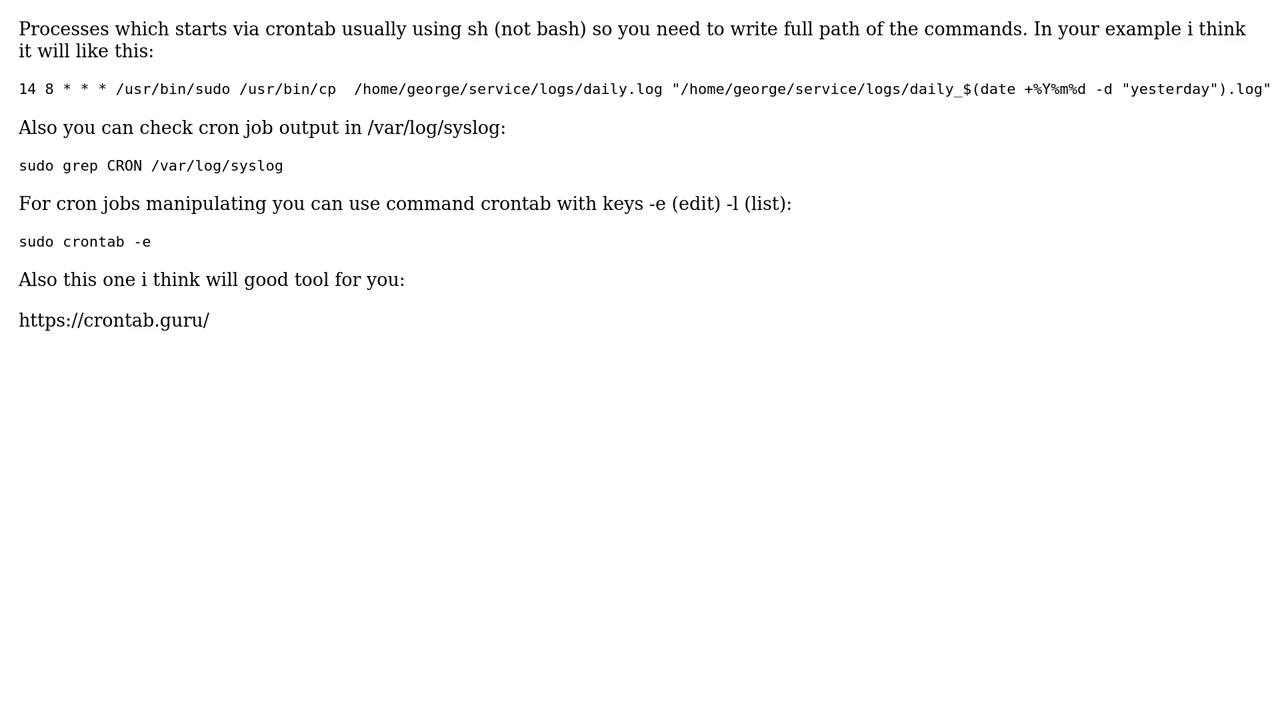 Processes which starts via crontab usually using sh (not bash) so you need to write full path of the commands. In your example i think
it will like this:
14 8 * * * /usr/bin/sudo /usr/bin/cp  /home/george/service/logs/daily.log "/home/george/service/logs/daily_$(date +%Y%m%d -d "yesterday").log"
Also you can check cron job output in /var/log/syslog:
sudo grep CRON /var/log/syslog
For cron jobs manipulating you can use command crontab with keys -e (edit) -l (list):
sudo crontab -e
Also this one i think will good tool for you:
https://crontab.guru/